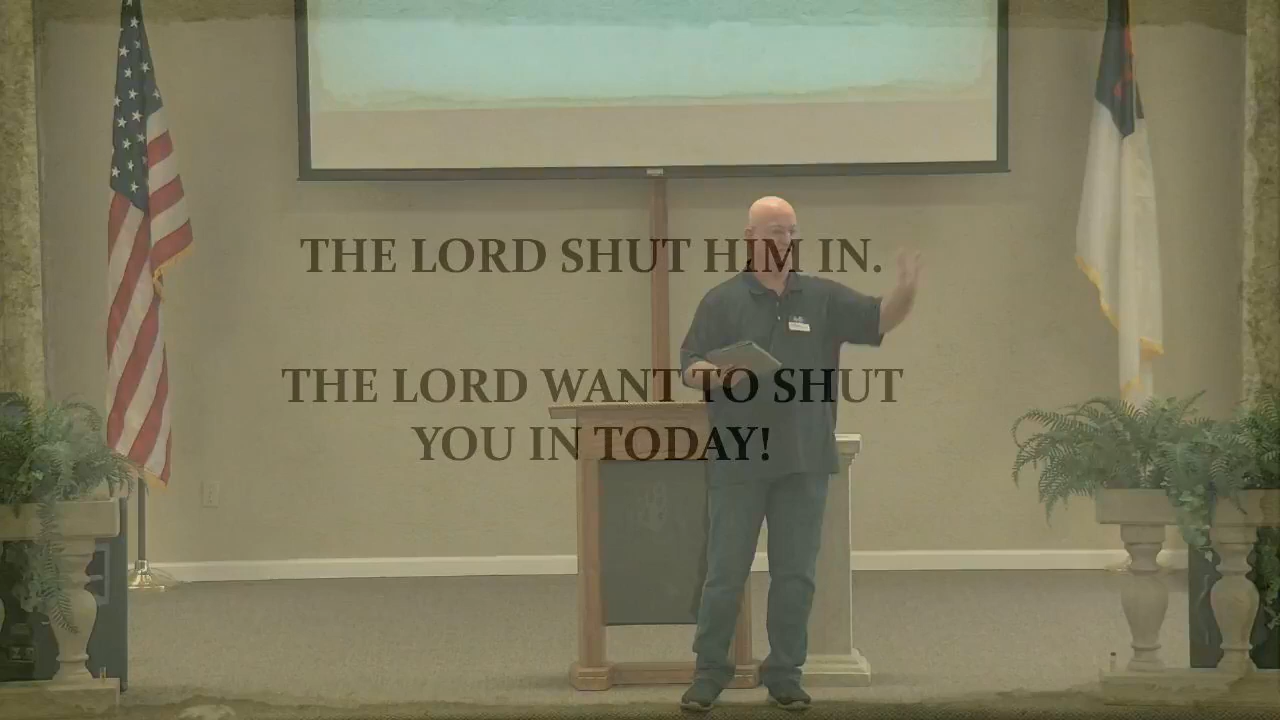 THE LORD SHUT HIM IN.
THE LORD WANT TO SHUT
YOU IN TODAY!